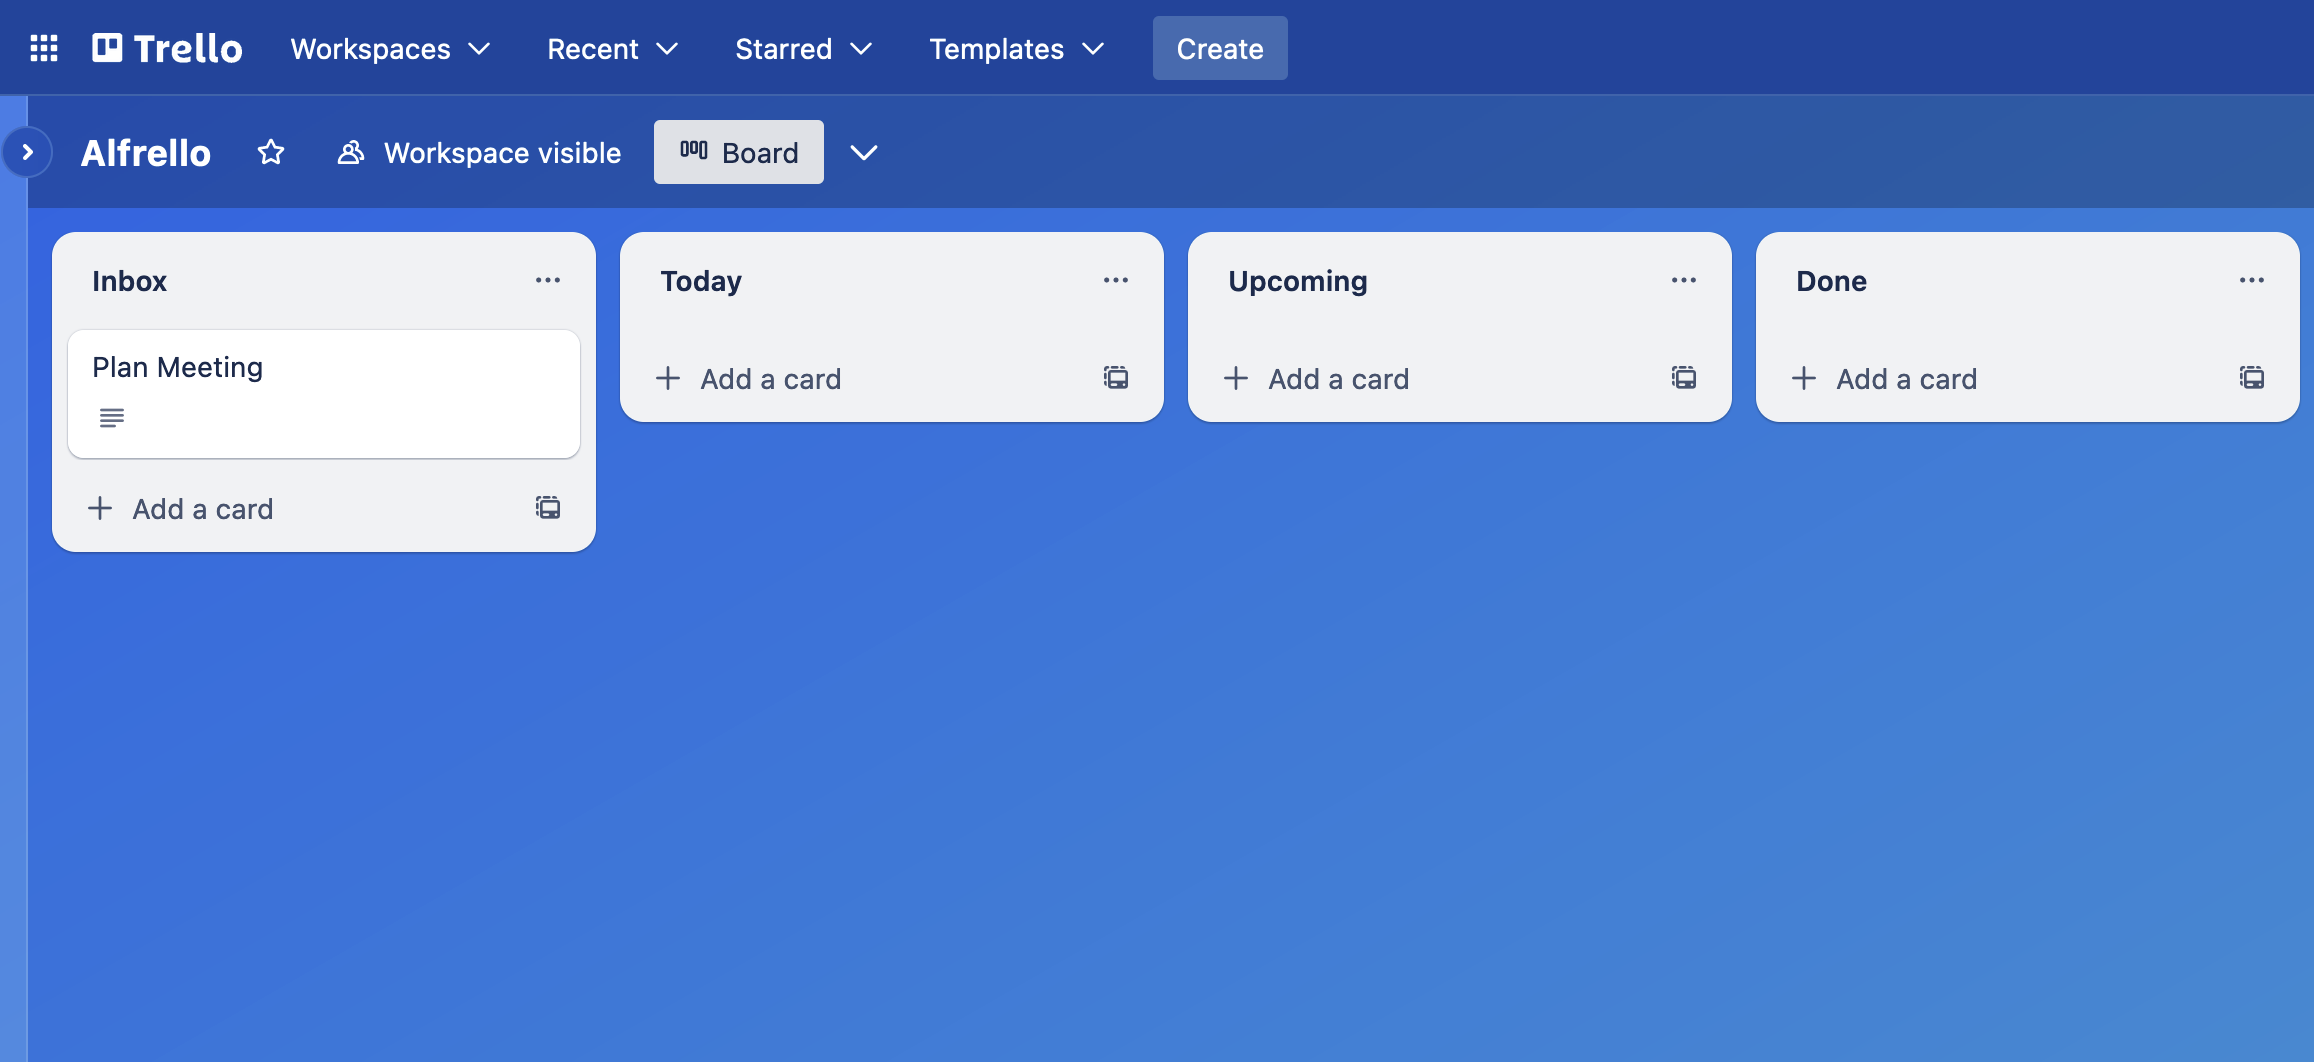 Trello Workspaces Recent Starred Templates Create
Alfrello Workspace visible Board
Inbox
Plan Meeting
Add a card
Today
Add a card
Upcoming
Add a card
Done
Add a card